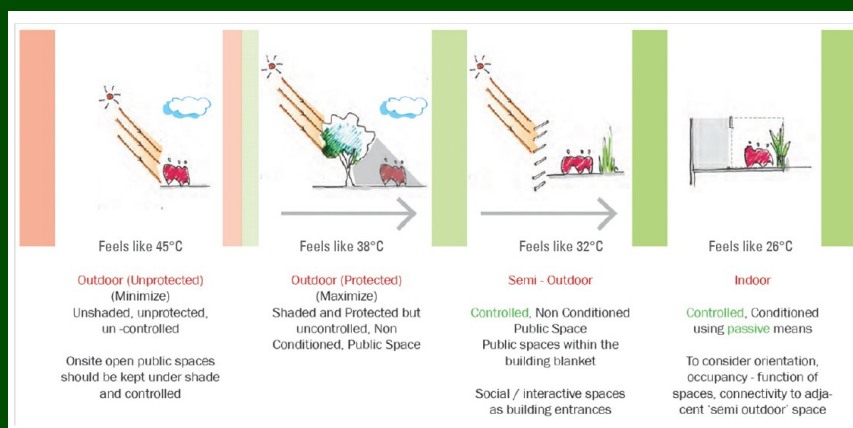 Feels like 45°C
Outdoor (Unprotected)
(Minimize)
Unshaded, unprotected,
un -controlled
Onsite open public spaces
should be kept under shade
and controlled
Feels like 38°C
Outdoor (Protected)
(Maximize)
Shaded and Protected but
uncontrolled, Non
Conditioned, Public Space
Feels like 32°C
Semi - Outdoor
Controlled, Non Conditioned
Public Space
Public spaces within the
building blanket
Social / interactive spaces
as building entrances
Feels like 26°C
Indoor
Controlled, Conditioned
using passive means
To consider orientation,
occupancy - function of
spaces, connectivity to adja-
cent 'semi outdoor' space